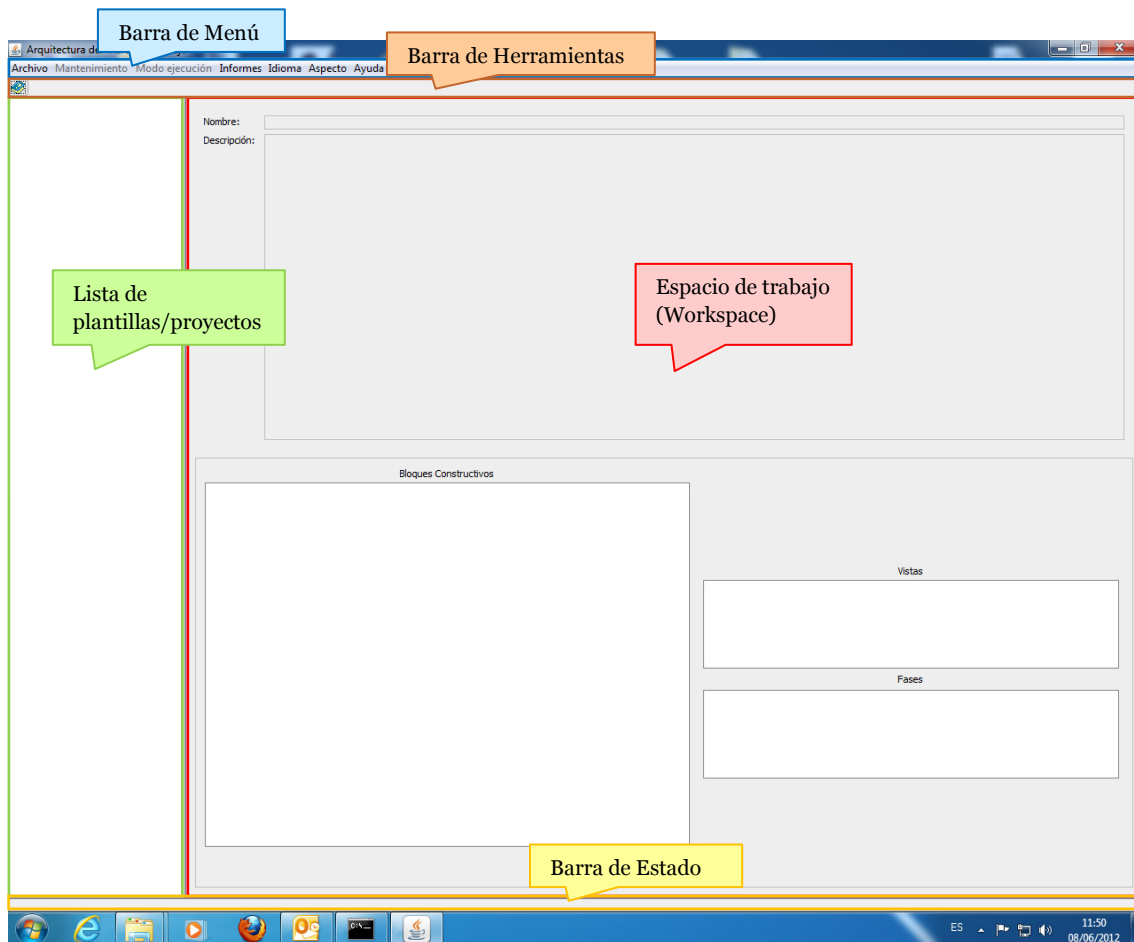 Barra de Menú
Barra de Herramientas
Arquitectura de
Archivo Mantenimiento Modo ejecución Informes Idioma Aspecto Ayuda
Nombre:
Descripción:
Lista de
plantillas/proyectos
Espacio de trabajo
(Workspace)
Bloques Constructivos
Vistas
Fases
Barra de Estado
ES
11:50
08/06/2012